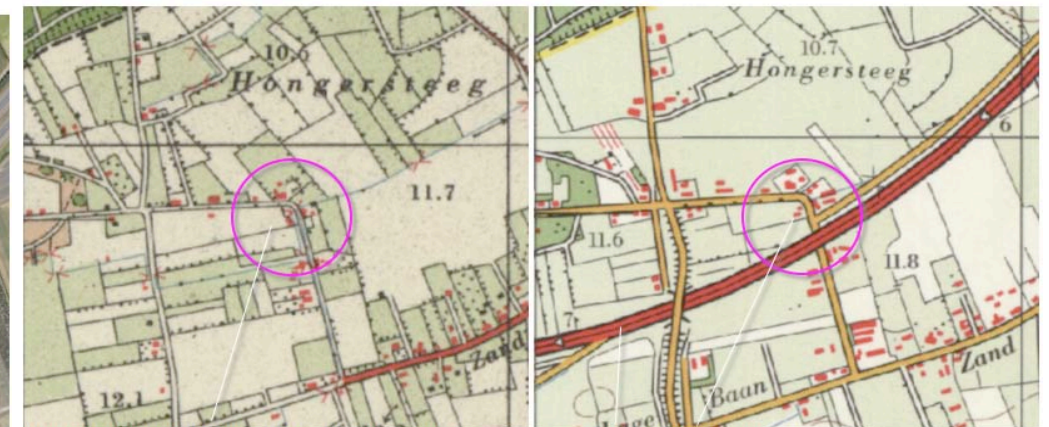 10.6
Hongersteeg
11.7
12.1
Zand
10.7
Hongersteeg
6
11.6
11.8
7
Zand
Baan
Lage